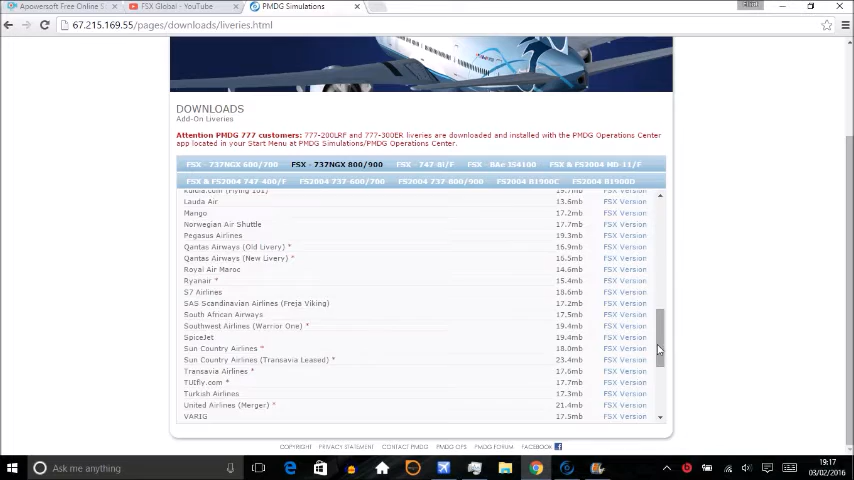 Apowersoft Free Online S
FSX Global - YouTube
PMDG Simulations
Elliot
67.215.169.55/pages/downloads/liveries.html
DOWNLOADS
Add-On Liveries
Attention PMDG 777 customers: 777-200LRF and 777-300ER liveries are downloaded and installed with the PMDG Operations Center
app located in your Start Menu at PMDG Simulations/PMDG Operations Center.
FSX - 737NGX 600/700 FSX - 737NGX 800/900 FSX - 747-8I/F FSX - BAe JS4100 FSX & FS2004 MD-11/F
FSX & FS2004 747-400/F FS2004 737-600/700 FS2004 737-800/900 FS2004 B1900C FS2004 B1900D
kulula.com (Flying 101) 19.7mb FSX Version
Lauda Air 13.6mb FSX Version
Mango 17.2mb FSX Version
Norwegian Air Shuttle 17.7mb FSX Version
Pegasus Airlines 19.3mb FSX Version
Qantas Airways (Old Livery) * 16.9mb FSX Version
Qantas Airways (New Livery) * 16.5mb FSX Version
Royal Air Maroc 14.6mb FSX Version
Ryanair * 15.4mb FSX Version
S7 Airlines 18.6mb FSX Version
SAS Scandinavian Airlines (Freja Viking) 17.2mb FSX Version
South African Airways 17.5mb FSX Version
Southwest Airlines (Warrior One) * 19.4mb FSX Version
SpiceJet 19.4mb FSX Version
Sun Country Airlines * 18.0mb FSX Version
Sun Country Airlines (Transavia Leased) * 23.4mb FSX Version
Transavia Airlines * 17.6mb FSX Version
TUIfly.com * 17.7mb FSX Version
Turkish Airlines 17.3mb FSX Version
United Airlines (Merger) * 21.4mb FSX Version
VARIG 17.5mb FSX Version
COPYRIGHT PRIVACY STATEMENT CONTACT PMDG PMDG OPS PMDG FORUM FACEBOOK
Ask me anything
19:17
03/02/2016